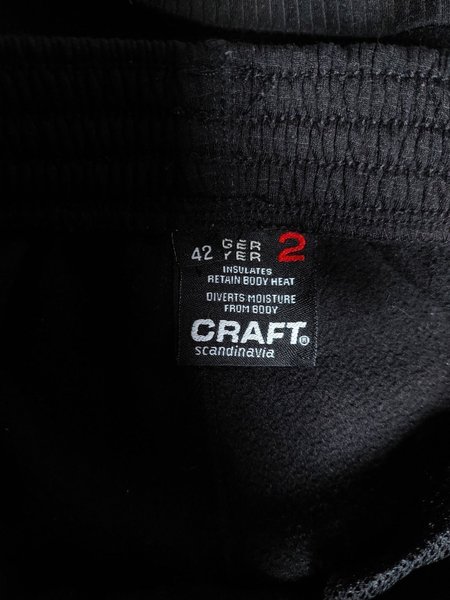 42 GER 2
YER
INSULATES
RETAIN BODY HEAT
DIVERTS MOISTURE
FROM BODY
CRAFT®
scandinavia